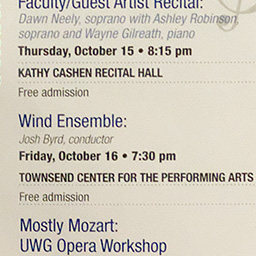 Faculty/Guest Artist Recital:
Dawn Neely, soprano with Ashley Robinson,
soprano and Wayne Gilreath, piano
Thursday, October 15 • 8:15 pm
KATHY CASHEN RECITAL HALL
Free admission
Wind Ensemble:
Josh Byrd, conductor
Friday, October 16 • 7:30 pm
TOWNSEND CENTER FOR THE PERFORMING ARTS
Free admission
Mostly Mozart:
UWG Opera Workshop